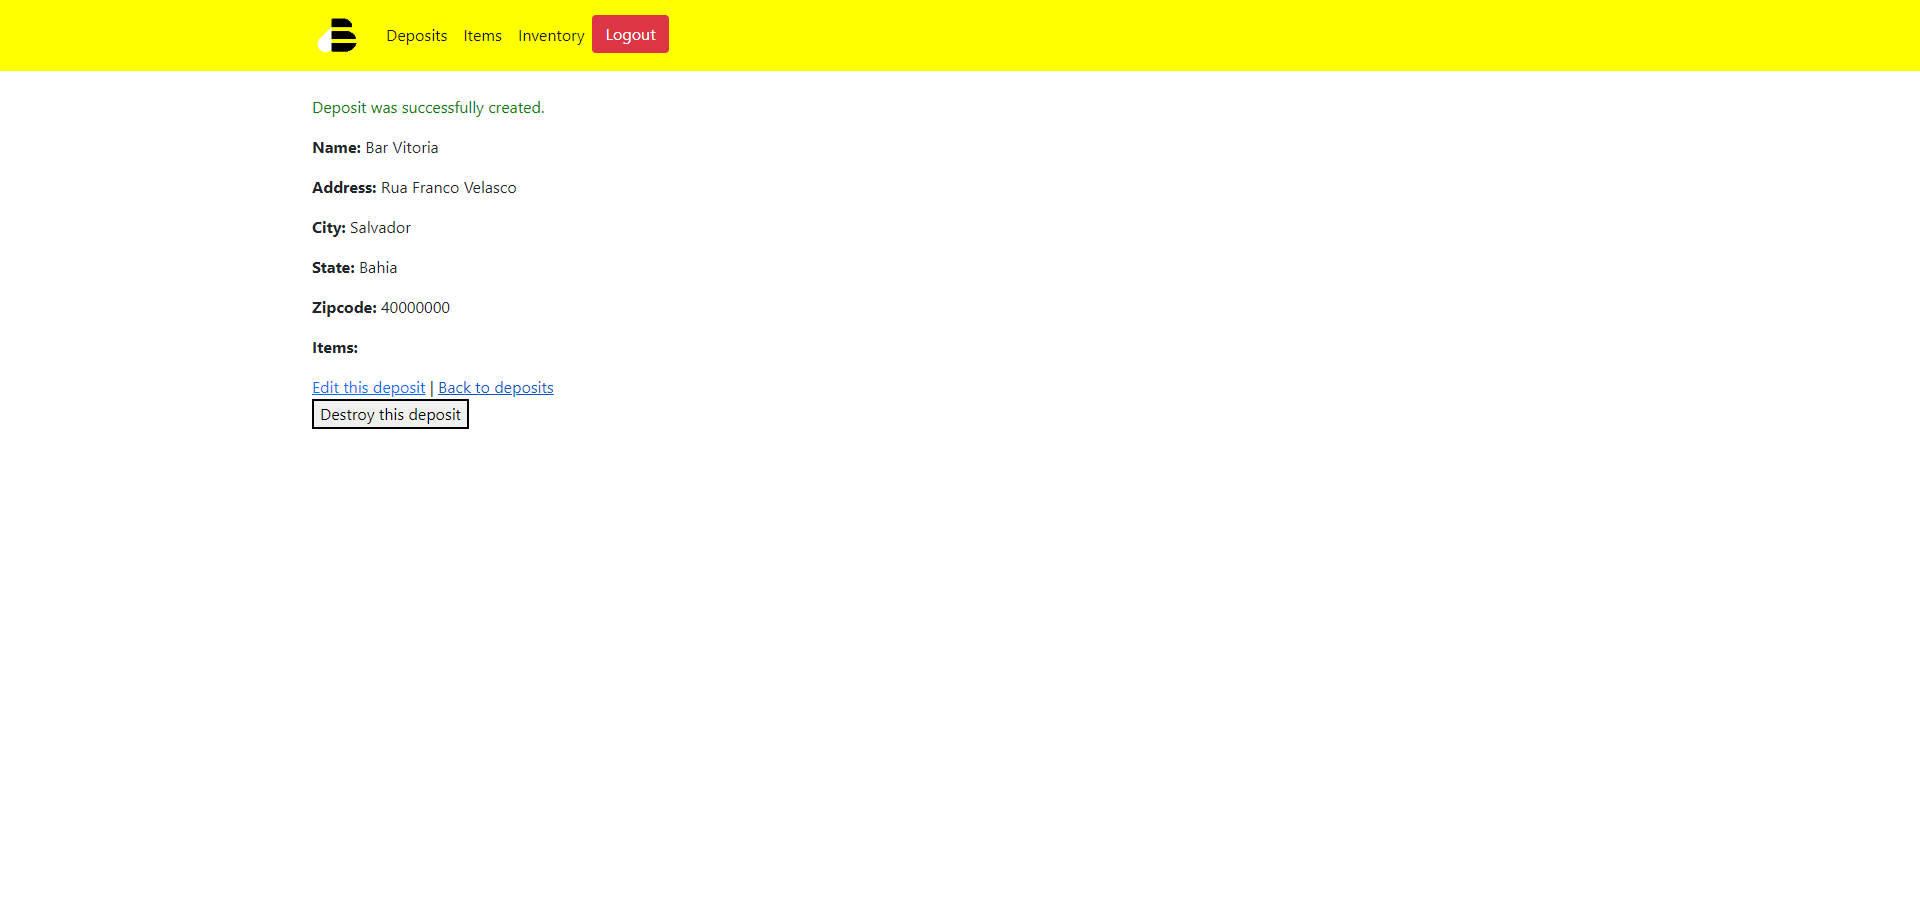 Deposits Items Inventory Logout
Deposit was successfully created.
Name: Bar Vitoria
Address: Rua Franco Velasco
City: Salvador
State: Bahia
Zipcode: 40000000
Items:
Edit this deposit | Back to deposits
Destroy this deposit